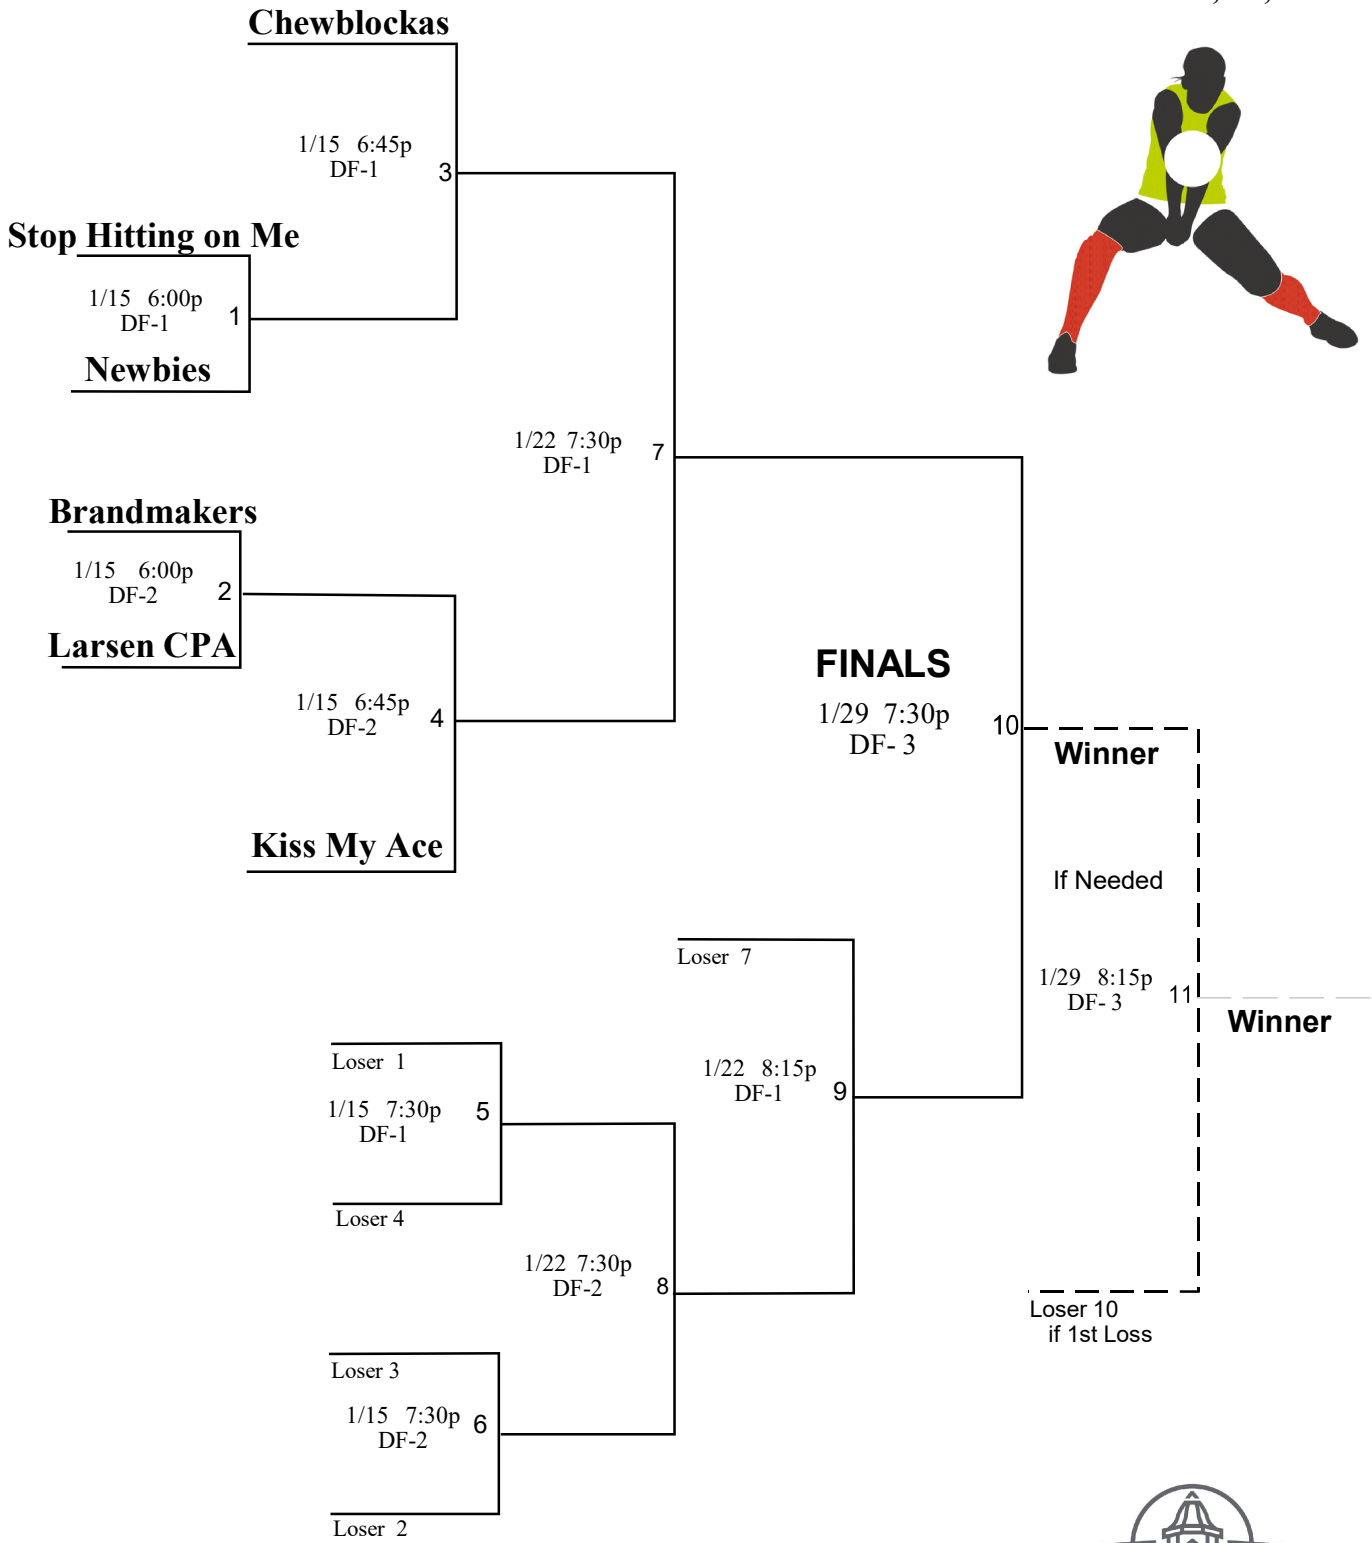 Chewblockas
1/15 6:45p
DF-1
3
Stop Hitting on Me
1/15 6:00p
DF-1
1
Newbies
1/22 7:30p
DF-1
7
Brandmakers
1/15 6:00p
DF-2
2
Larsen CPA
1/15 6:45p
DF-2
4
Kiss My Ace
FINALS
1/29 7:30p
DF- 3
10
Winner
If Needed
1/29 8:15p
DF- 3
11
Winner
Loser 7
1/22 8:15p
DF-1
9
Loser 1
1/15 7:30p
DF-1
5
Loser 4
1/22 7:30p
DF-2
8
Loser 10
if 1st Loss
Loser 3
1/15 7:30p
DF-2
6
Loser 2